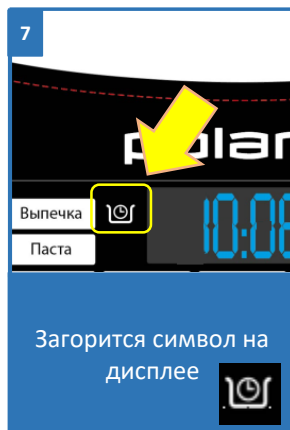 7
polar
Выпечка
10:08
Паста
Загорится символ на
дисплее